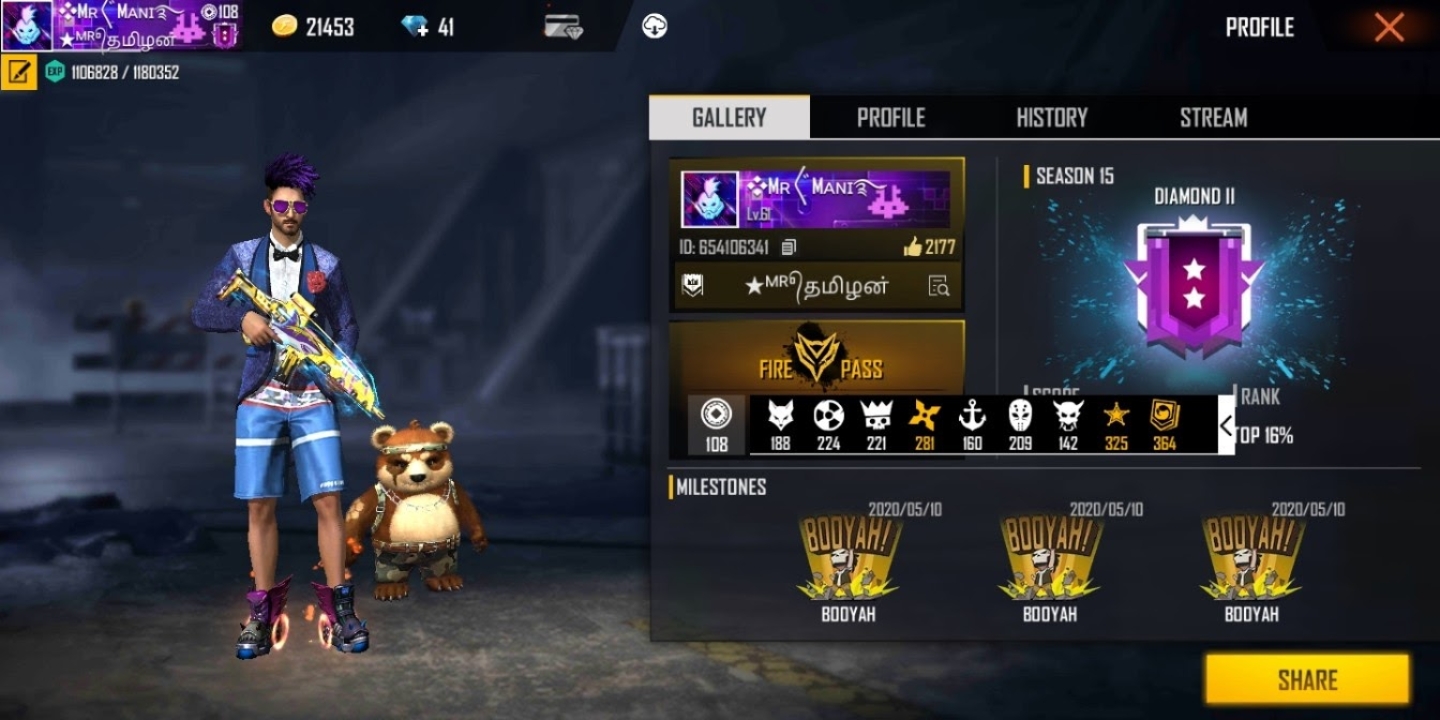 MR MANI
108
★MR᭄தமிழன்
21453
41
PROFILE
EXP 1106828 / 1180352
GALLERY
PROFILE
HISTORY
STREAM
MR MANI
Lv.61
ID: 654106341
2177
★MR᭄தமிழன்
SEASON 15
DIAMOND II
FIRE PASS
SCORE
RANK
TOP 16%
108
188
224
221
281
160
209
142
325
364
MILESTONES
2020/05/10
2020/05/10
2020/05/10
BOOYAH!
BOOYAH!
BOOYAH!
BOOYAH
BOOYAH
BOOYAH
SHARE